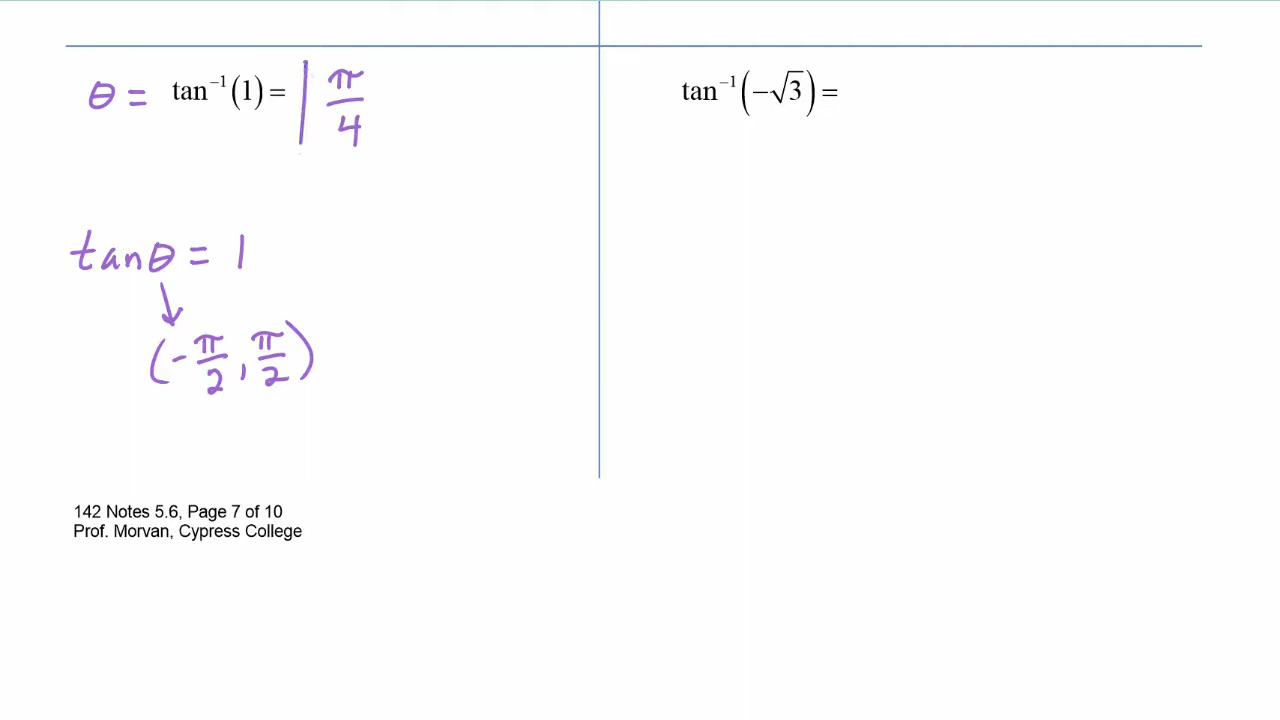 θ = tan⁻¹(1) = | π/4
tan⁻¹(−√3) =
tanθ = 1
(-π/2, π/2)
142 Notes 5.6, Page 7 of 10
Prof. Morvan, Cypress College